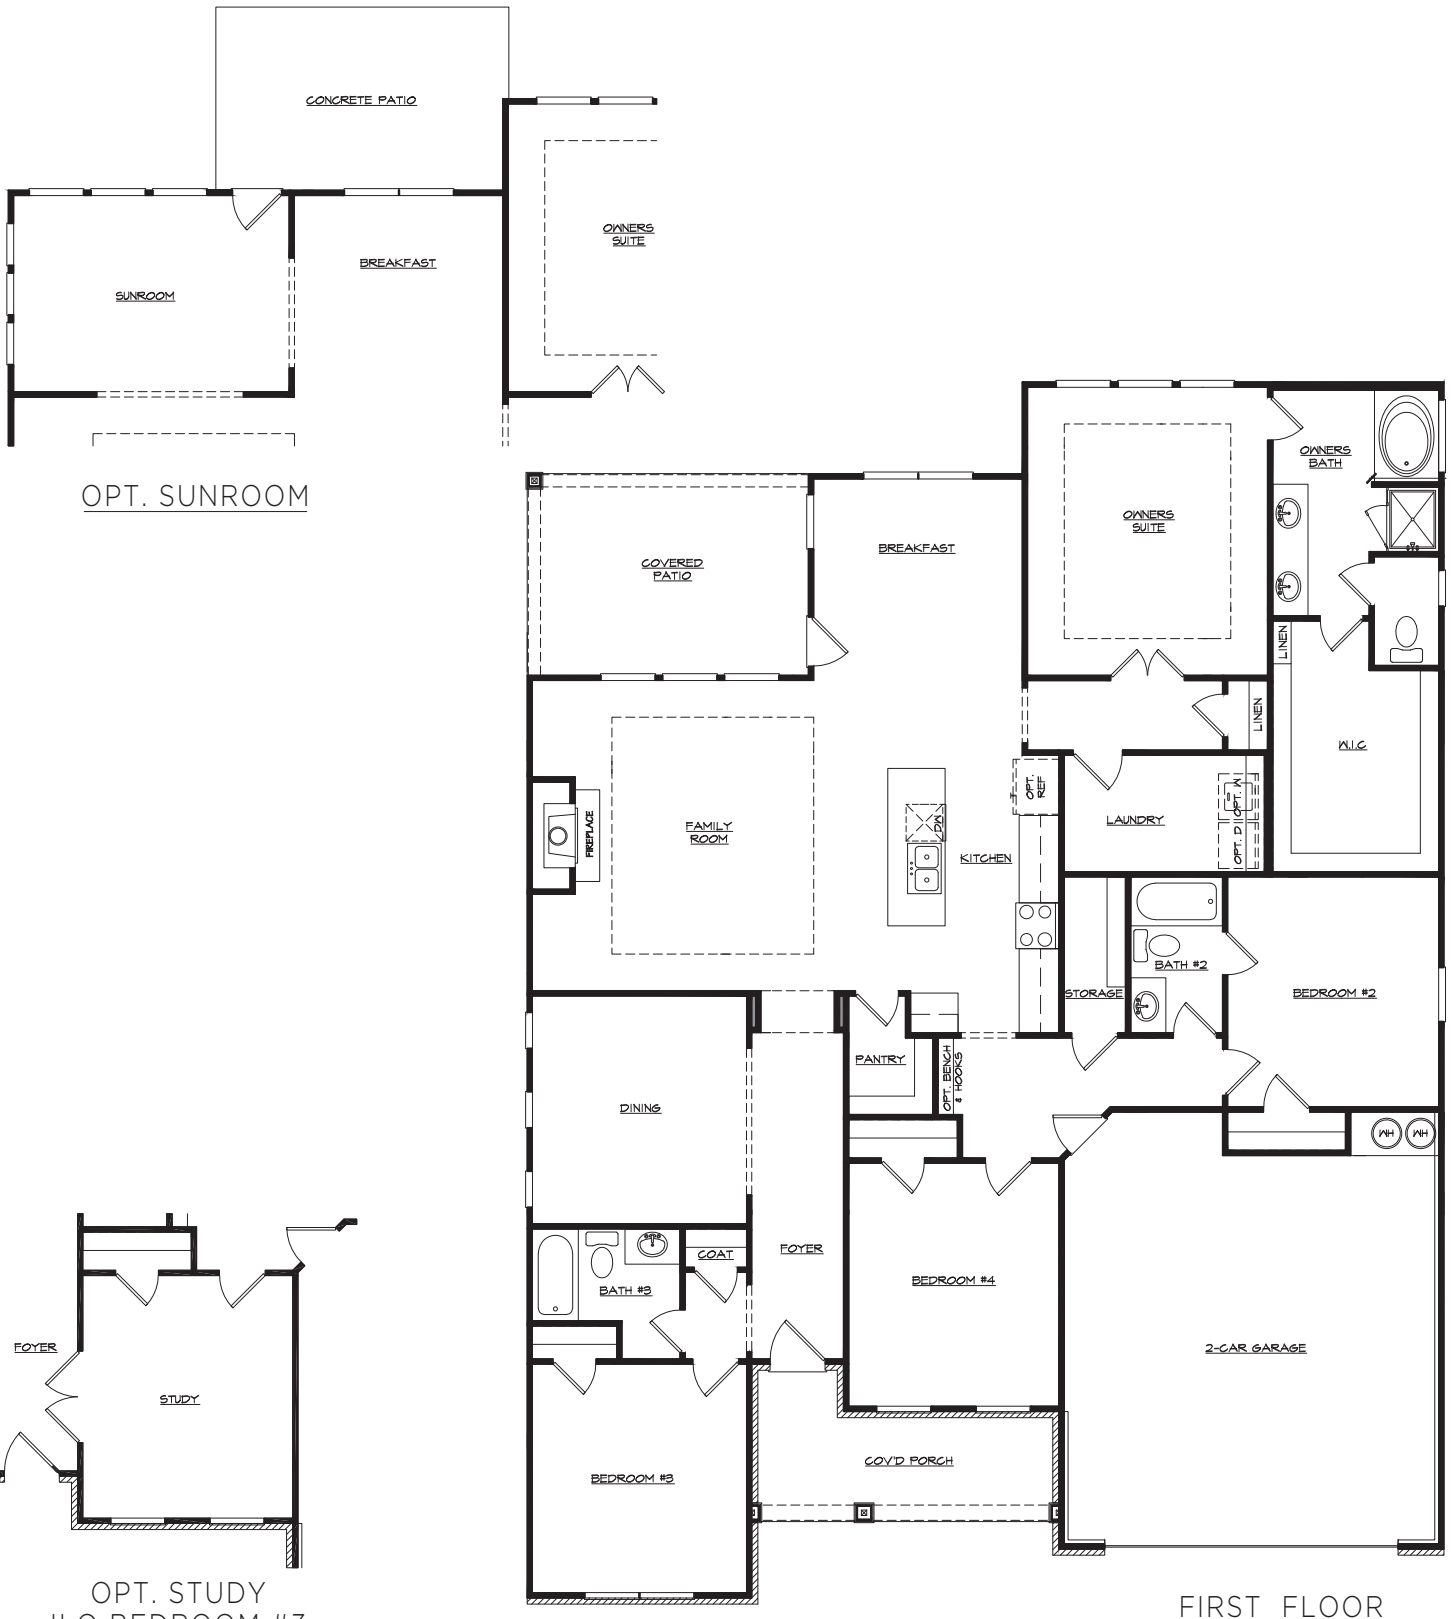 CONCRETE PATIO
OWNERS
SUITE
BREAKFAST
SUNROOM
OPT. SUNROOM
OWNERS
BATH
OWNERS
SUITE
BREAKFAST
COVERED
PATIO
LINEN
LINEN
W.I.C
OPT.
REF
OPT. W
OPT. D
LAUNDRY
DW
FAMILY
ROOM
FIREPLACE
KITCHEN
BATH #2
STORAGE
BEDROOM #2
PANTRY
OPT. BENCH
& HOOKS
DINING
WH
WH
COAT
FOYER
BATH #3
BEDROOM #4
2-CAR GARAGE
FOYER
STUDY
COV'D PORCH
BEDROOM #3
OPT. STUDY
FIRST FLOOR